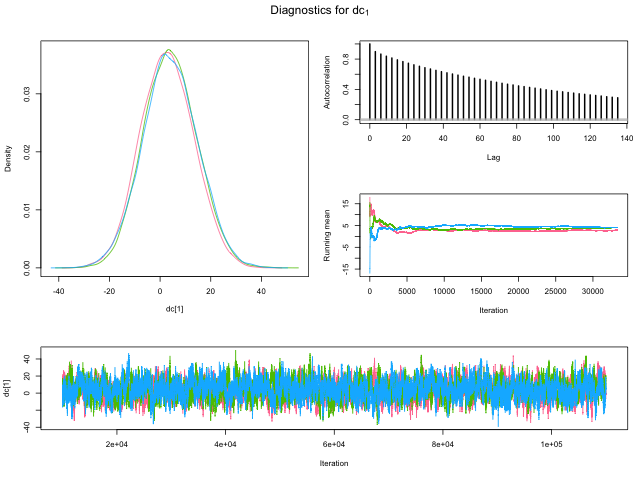 Diagnostics for dc1
Density
0.00 0.01 0.02 0.03
-40 -20 0 20 40
dc[1]
Autocorrelation
0.0 0.4 0.8
0 20 40 60 80 100 120 140
Lag
Running mean
-15 -5 5 15
0 5000 10000 15000 20000 25000 30000
Iteration
dc[1]
-40 0 20 40
2e+04 4e+04 6e+04 8e+04 1e+05
Iteration